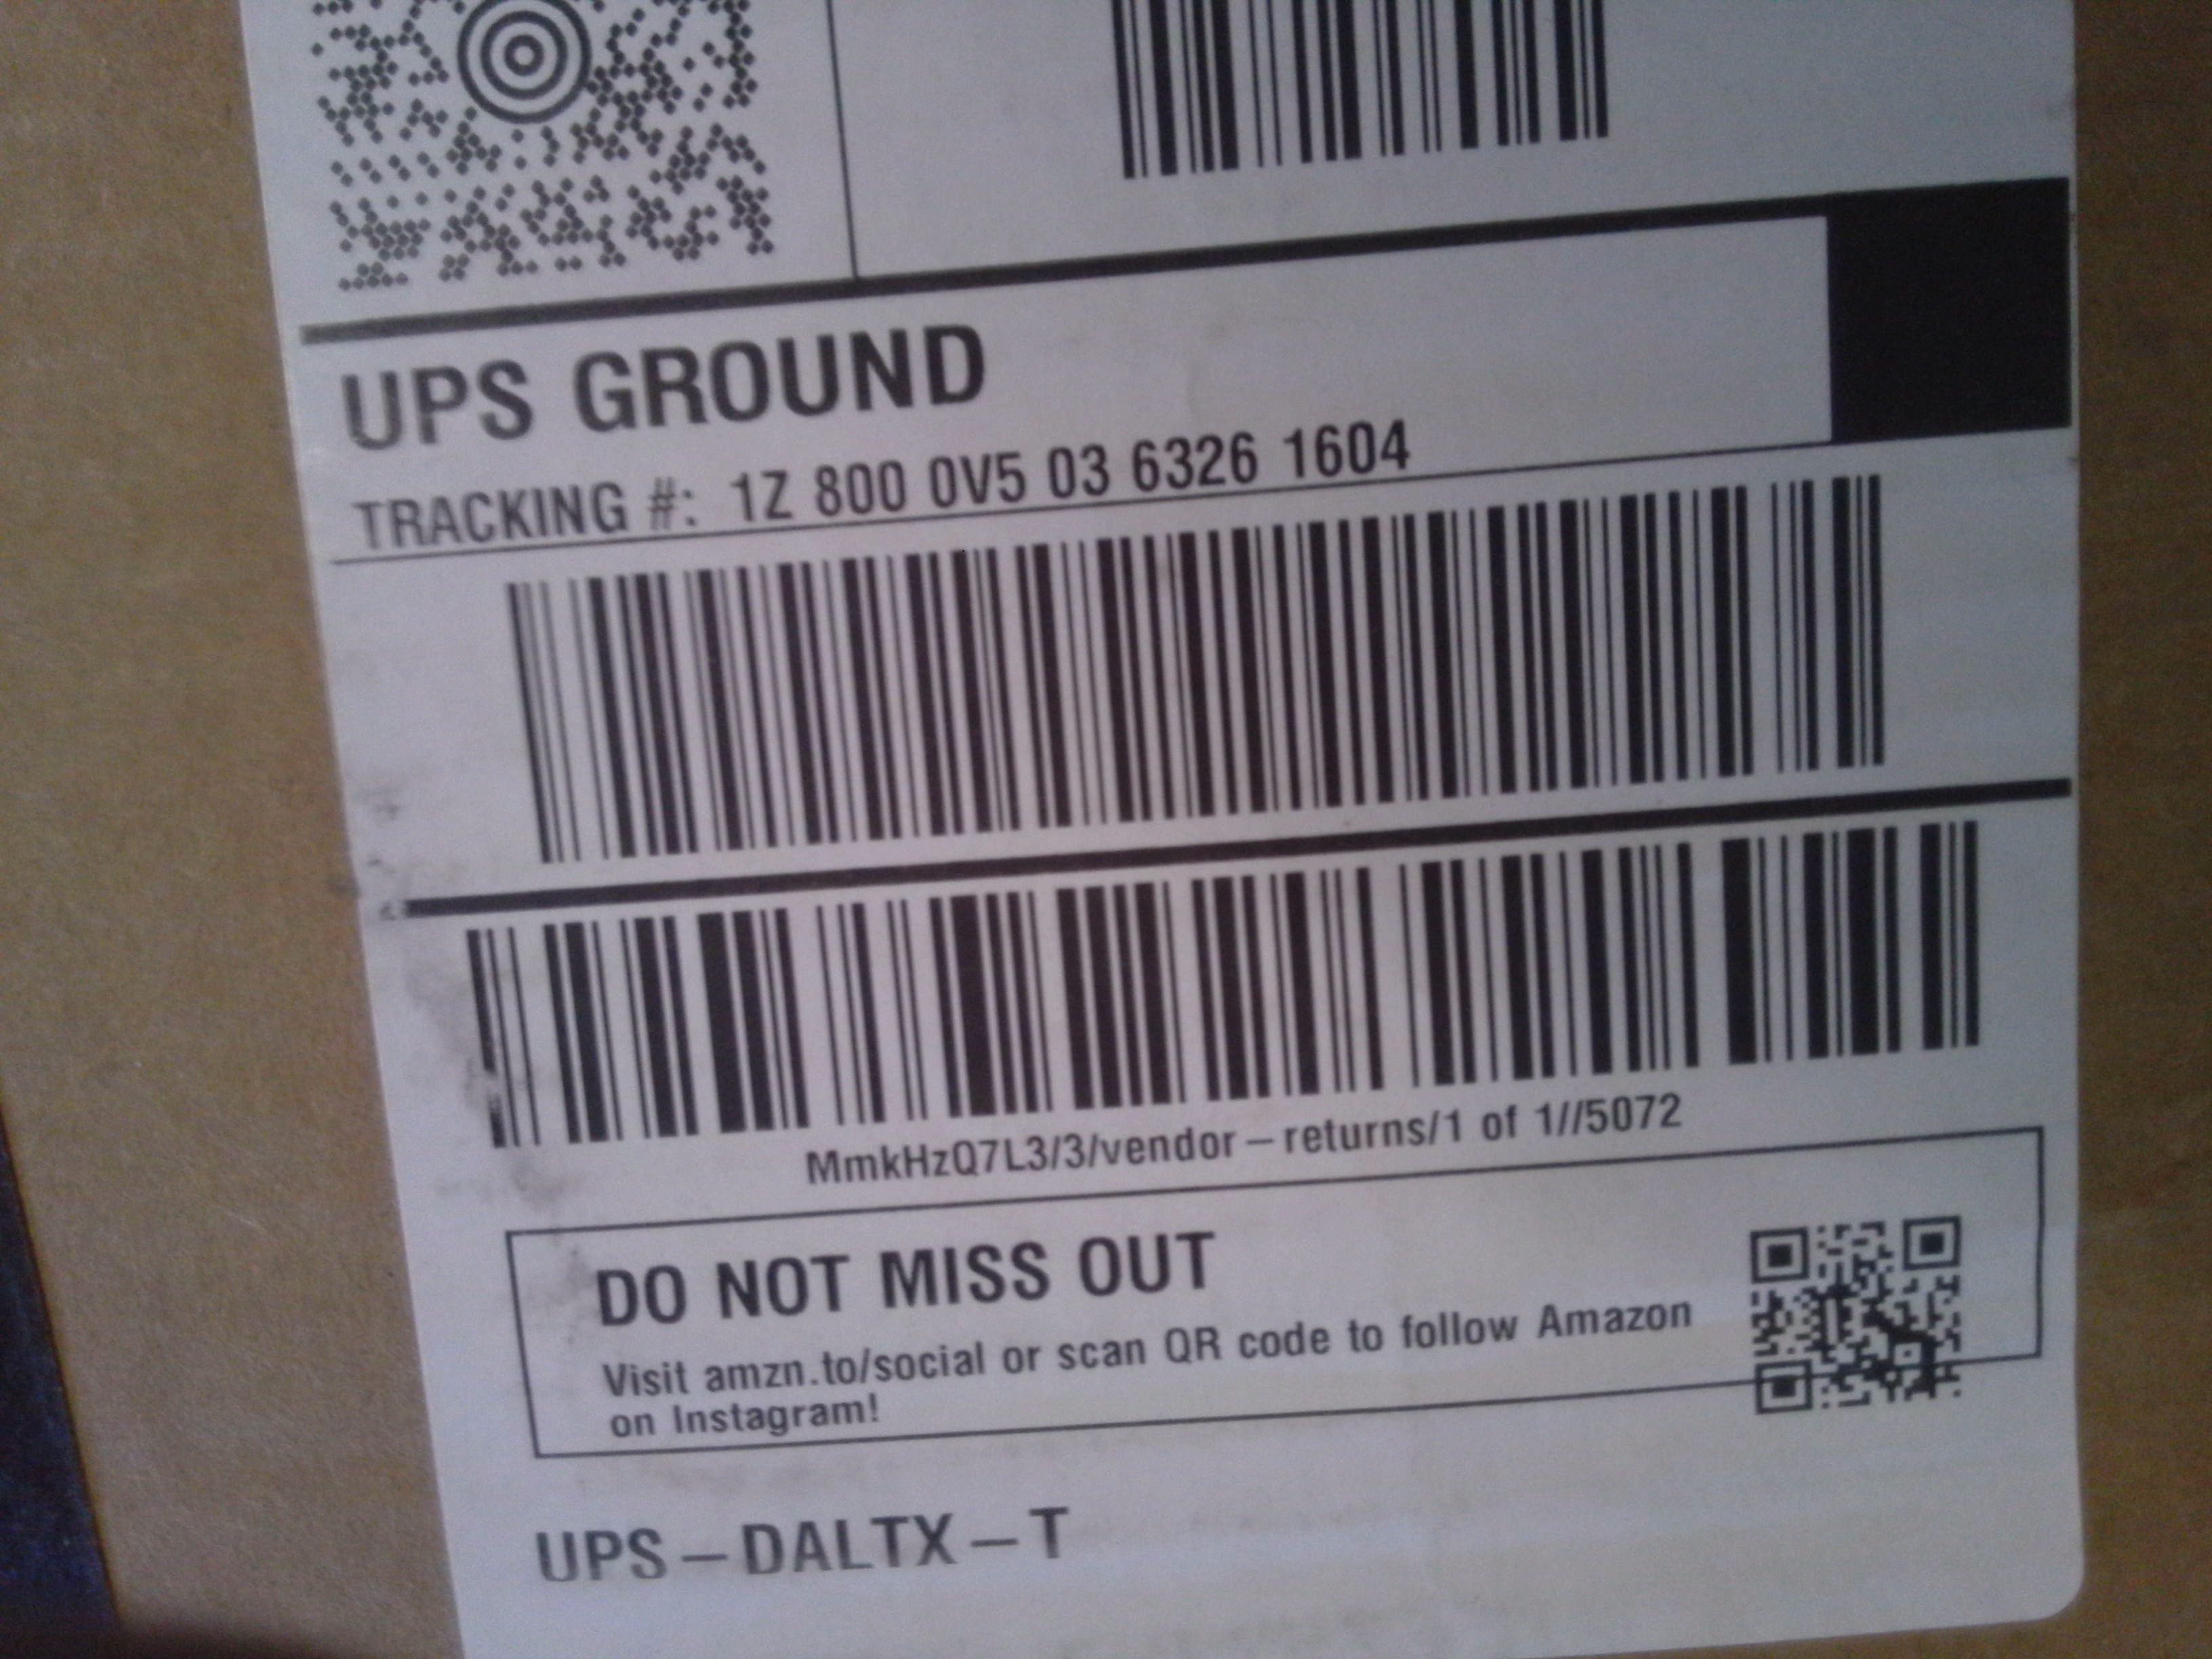 UPS GROUND
TRACKING #: 1Z 800 0V5 03 6326 1604
MmkHzQ7L3/3/vendor-returns/1 of 1//5072
DO NOT MISS OUT
Visit amzn.to/social or scan QR code to follow Amazon
on Instagram!
UPS-DALTX-T